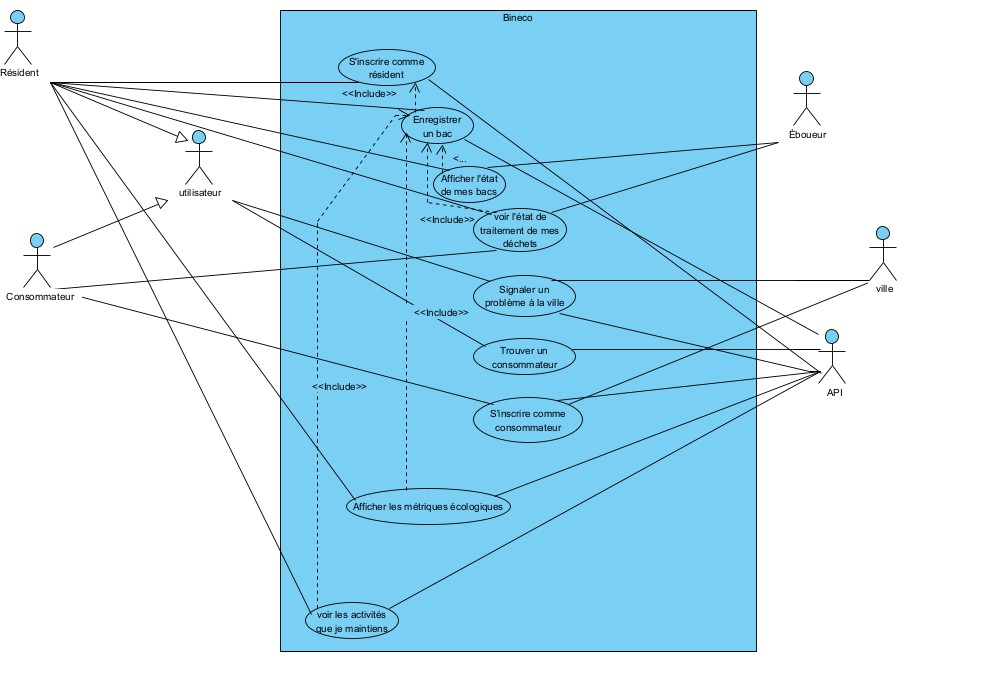 Bineco
Résident
S'inscrire comme
résident
<<Include>>
Enregistrer
un bac
Éboueur
<...
Afficher l'état
de mes bacs
utilisateur
<<Include>>
voir l'état de
traitement de mes
déchets
Consommateur
Signaler un
problème à la ville
ville
<<Include>>
Trouver un
consommateur
<<Include>>
API
S'inscrire comme
consommateur
Afficher les métriques écologiques
voir les activités
que je maintiens